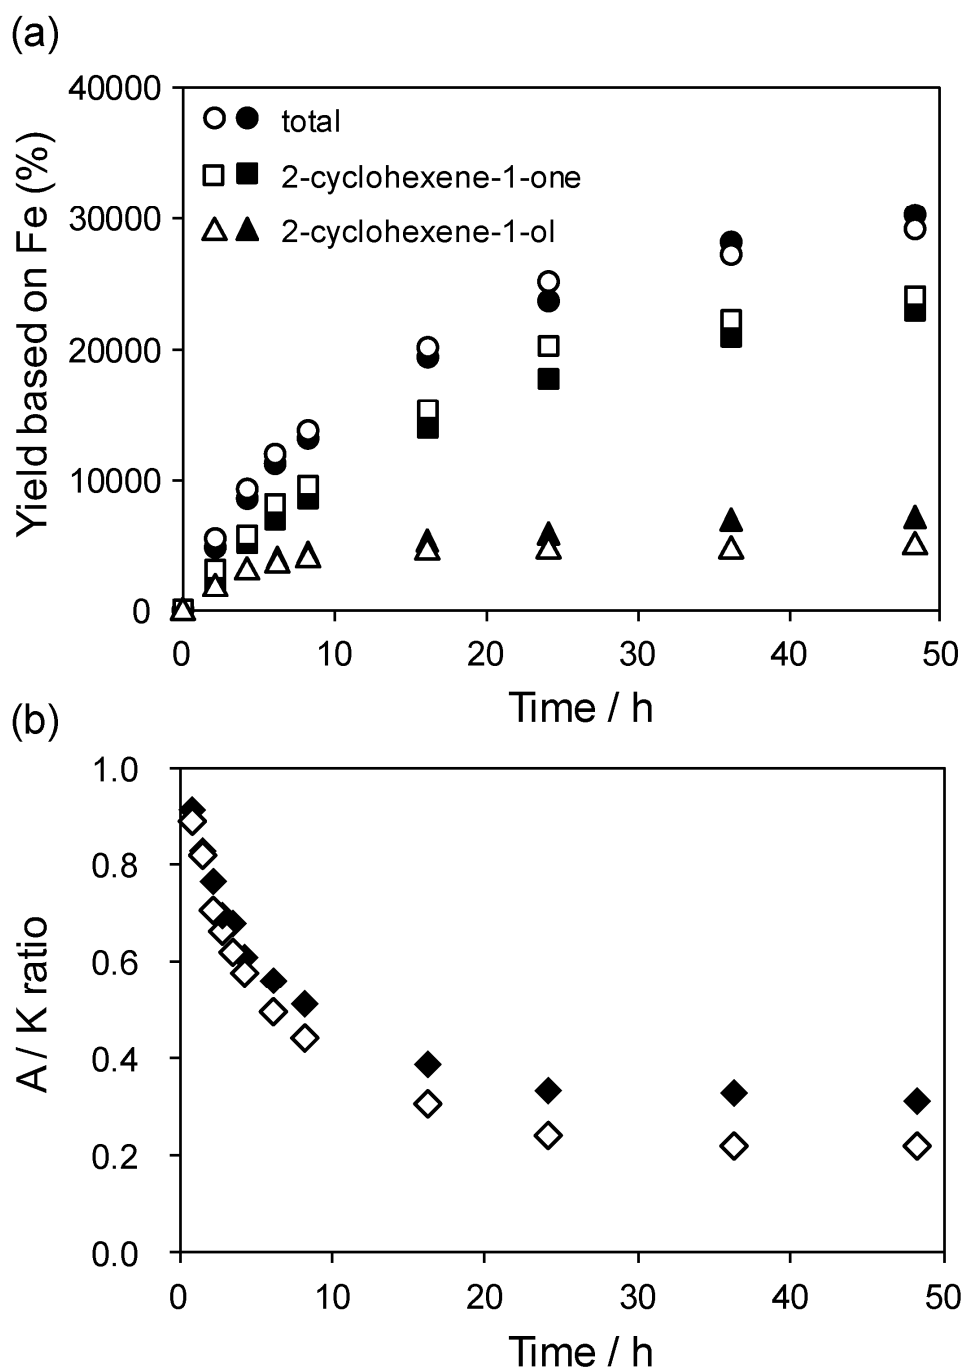 (a)
Yield based on Fe (%)
40000
30000
20000
10000
0
total
2-cyclohexene-1-one
2-cyclohexene-1-ol
0 10 20 30 40 50
Time / h
(b)
A / K ratio
1.0
0.8
0.6
0.4
0.2
0.0
0 10 20 30 40 50
Time / h